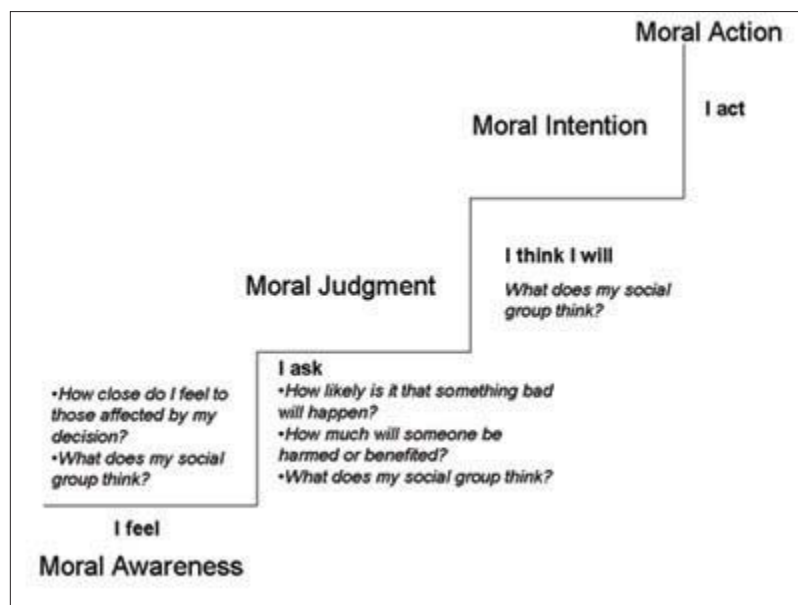 Moral Action
I act
Moral Intention
I think I will
What does my social
group think?
Moral Judgment
I ask
•How likely is it that something bad
will happen?
•How much will someone be
harmed or benefited?
•What does my social group think?
•How close do I feel to
those affected by my
decision?
•What does my social
group think?
I feel
Moral Awareness